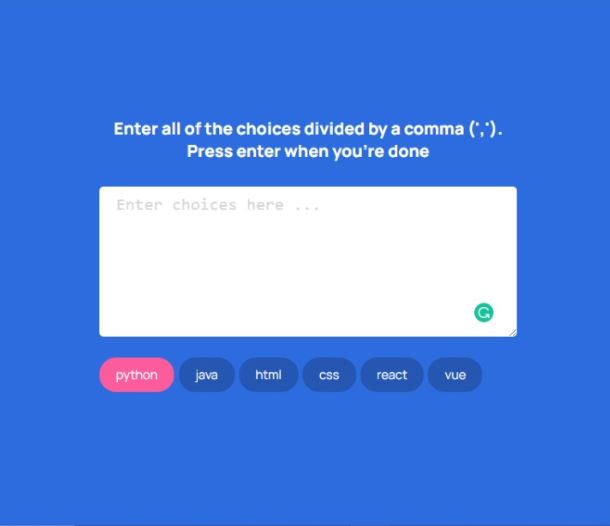 Enter all of the choices divided by a comma (',').
Press enter when you're done
Enter choices here ...
python java html css react vue